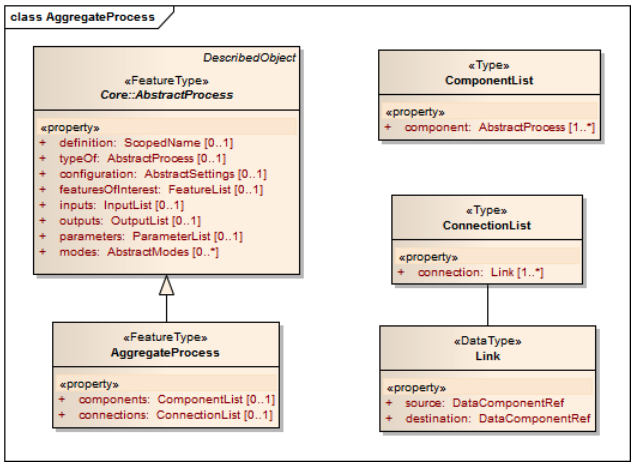 class AggregateProcess
DescribedObject
«FeatureType»
Core::AbstractProcess
«property»
+ definition: ScopedName [0..1]
+ typeOf: AbstractProcess [0..1]
+ configuration: AbstractSettings [0..1]
+ featuresOfInterest: FeatureList [0..1]
+ inputs: InputList [0..1]
+ outputs: OutputList [0..1]
+ parameters: ParameterList [0..1]
+ modes: AbstractModes [0..*]
«FeatureType»
AggregateProcess
«property»
+ components: ComponentList [0..1]
+ connections: ConnectionList [0..1]
«Type»
ComponentList
«property»
+ component: AbstractProcess [1..*]
«Type»
ConnectionList
«property»
+ connection: Link [1..*]
«DataType»
Link
«property»
+ source: DataComponentRef
+ destination: DataComponentRef